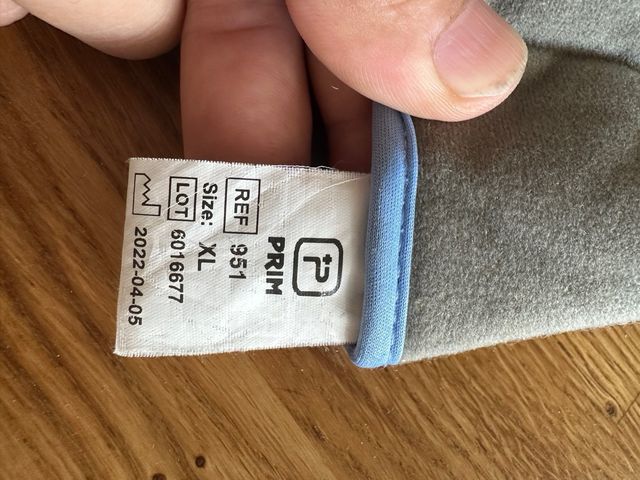 PRIM
REF 951
Size: XL
LOT 6016677
2022-04-05